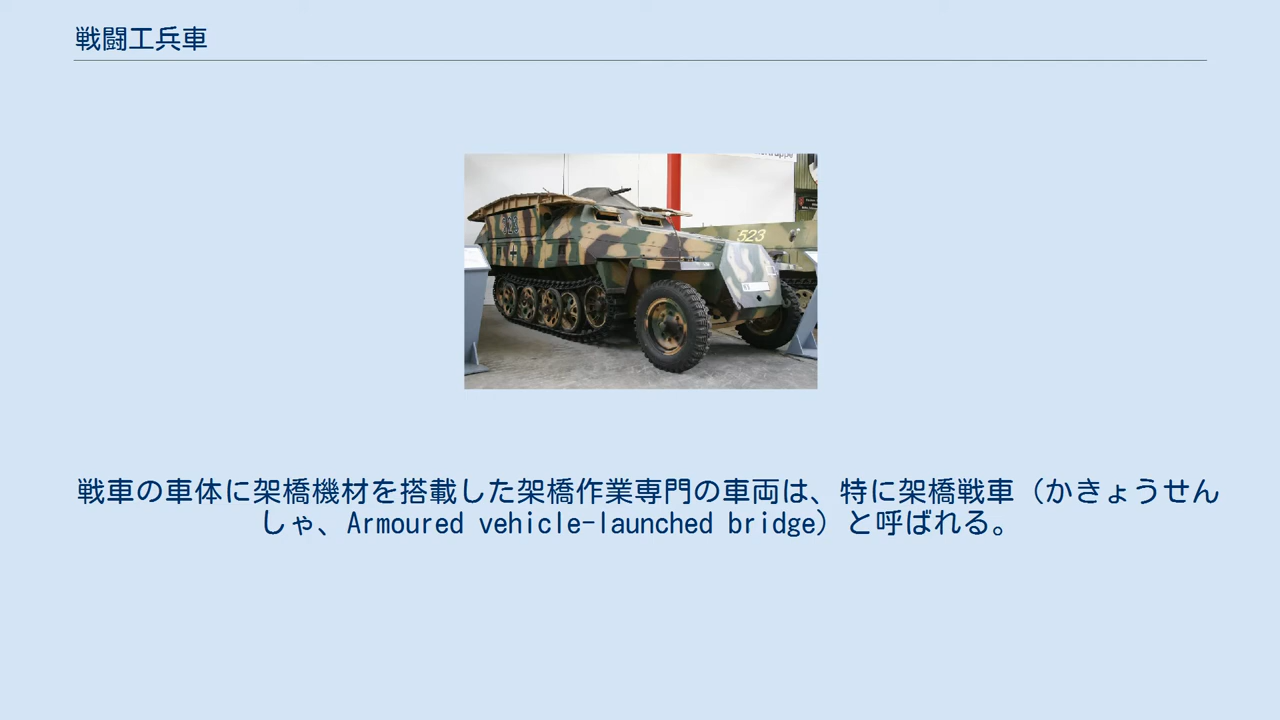 戦闘工兵車
523
戦車の車体に架橋機材を搭載した架橋作業専門の車両は、特に架橋戦車（かきょうせん
しゃ、Armoured vehicle-launched bridge）と呼ばれる。